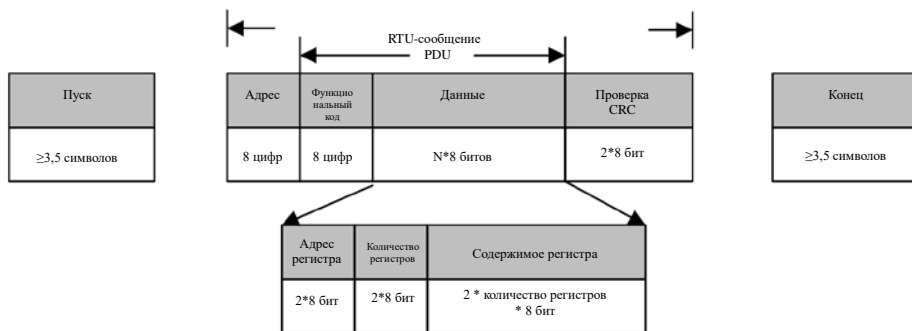 RTU-сообщение
PDU
Пуск
Адрес
Функцио
нальный
код
Данные
Проверка
CRC
Конец
≥3,5 символов
8 цифр
8 цифр
N*8 битов
2*8 бит
≥3,5 символов
Адрес
регистра
Количество
регистров
Содержимое регистра
2*8 бит
2*8 бит
2 * количество регистров
* 8 бит